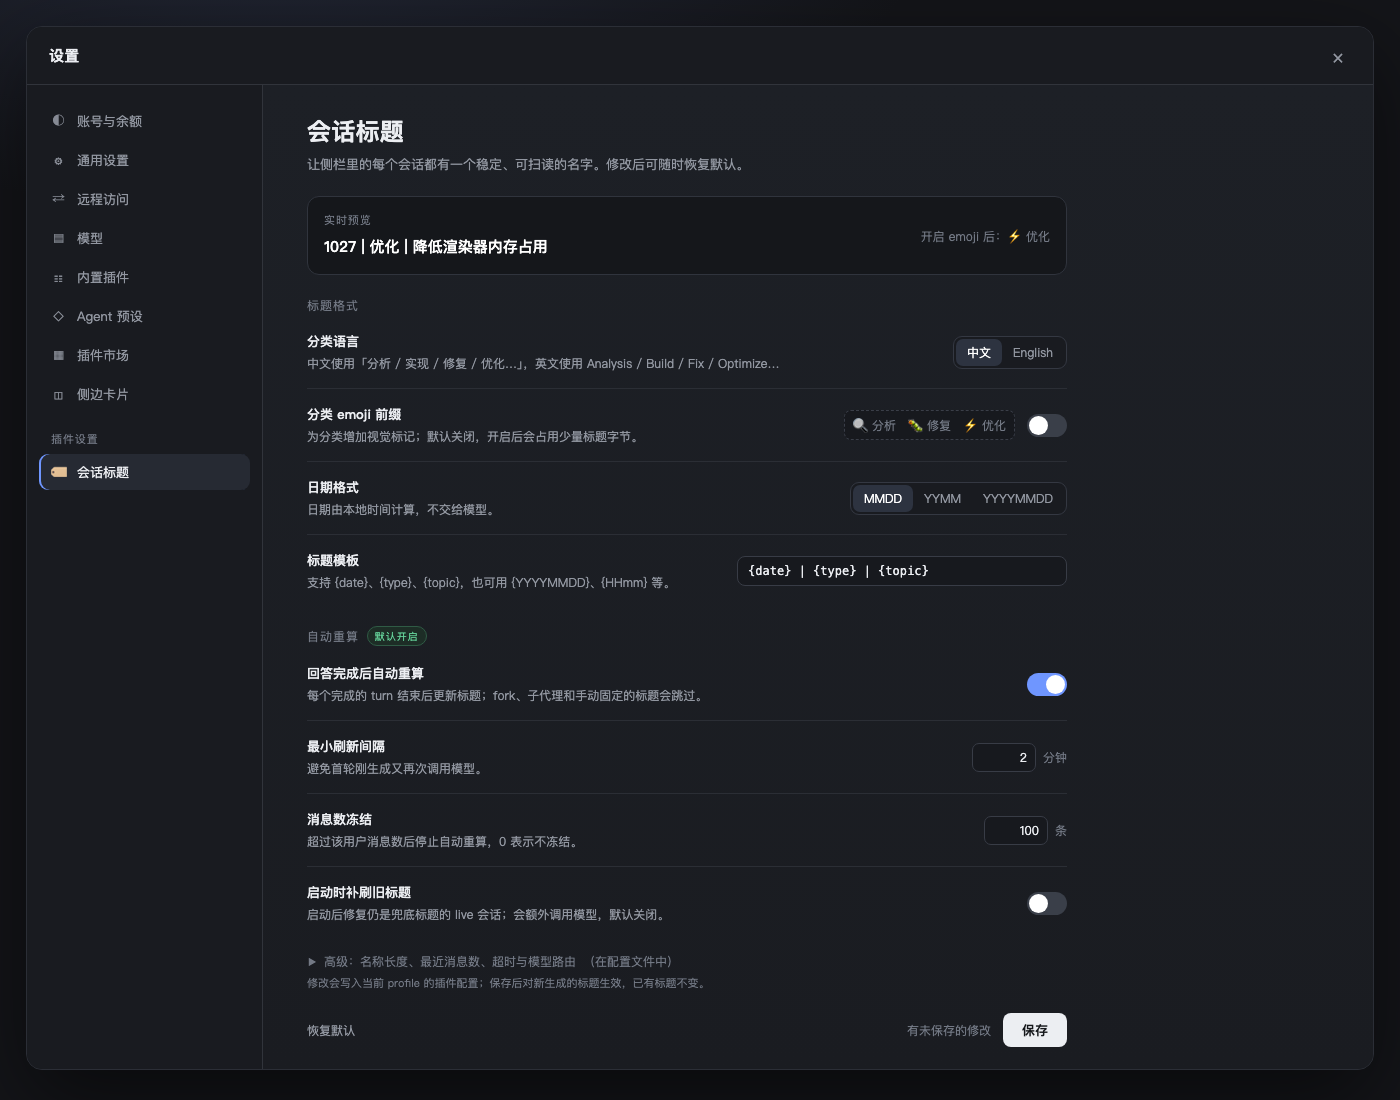 设置
×
账号与余额
通用设置
远程访问
模型
内置插件
Agent 预设
插件市场
侧边卡片
插件设置
会话标题
会话标题
让侧栏里的每个会话都有一个稳定、可扫读的名字。修改后可随时恢复默认。
实时预览
1027 | 优化 | 降低渲染器内存占用
开启 emoji 后：⚡ 优化
标题格式
分类语言
中文使用「分析 / 实现 / 修复 / 优化…」，英文使用 Analysis / Build / Fix / Optimize…
中文 English
分类 emoji 前缀
为分类增加视觉标记；默认关闭，开启后会占用少量标题字节。
🔍 分析 🐛 修复 ⚡ 优化
日期格式
日期由本地时间计算，不交给模型。
MMDD YYMM YYYYMMDD
标题模板
支持 {date}、{type}、{topic}，也可用 {YYYYMMDD}、{HHmm} 等。
{date} | {type} | {topic}
自动重算 默认开启
回答完成后自动重算
每个完成的 turn 结束后更新标题；fork、子代理和手动固定的标题会跳过。
最小刷新间隔
避免首轮刚生成又再次调用模型。
2 分钟
消息数冻结
超过该用户消息数后停止自动重算，0 表示不冻结。
100 条
启动时补刷旧标题
启动后修复仍是兜底标题的 live 会话；会额外调用模型，默认关闭。
▶ 高级：名称长度、最近消息数、超时与模型路由 （在配置文件中）
修改会写入当前 profile 的插件配置；保存后对新生成的标题生效，已有标题不变。
恢复默认
有未保存的修改
保存